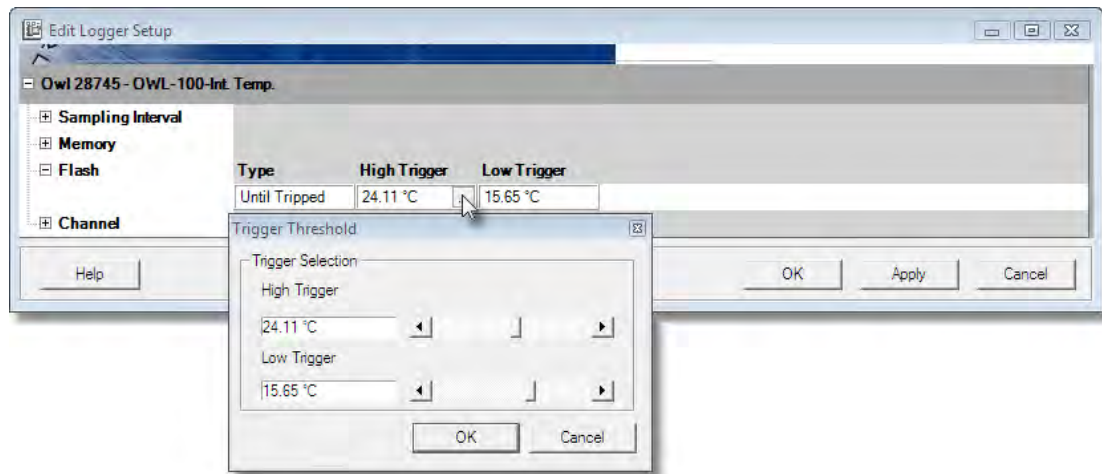 Edit Logger Setup
Owl 28745 - OWL-100-Int. Temp.
Sampling Interval
Memory
Flash
Type High Trigger Low Trigger
Until Tripped 24.11 °C 15.65 °C
Channel
Help
OK Apply Cancel
Trigger Threshold
Trigger Selection
High Trigger
24.11 °C
Low Trigger
15.65 °C
OK Cancel